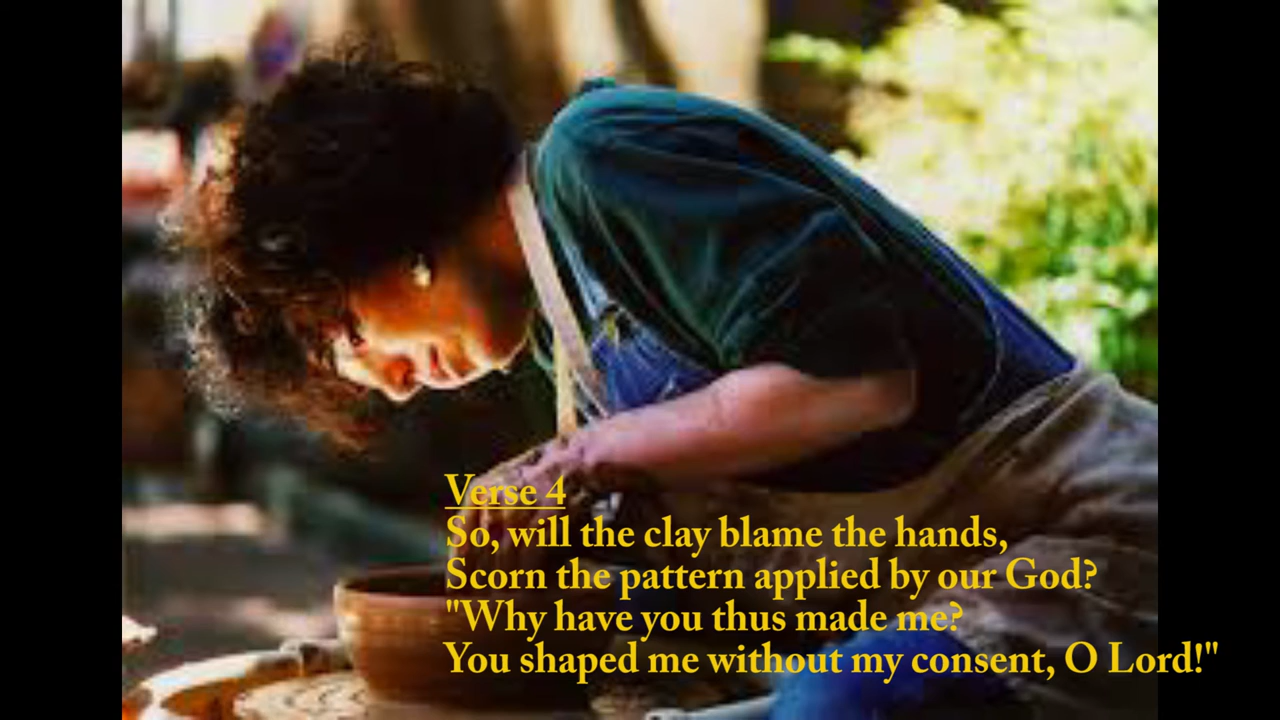 Verse 4
So, will the clay blame the hands,
Scorn the pattern applied by our God?
"Why have you thus made me?
You shaped me without my consent, O Lord!"